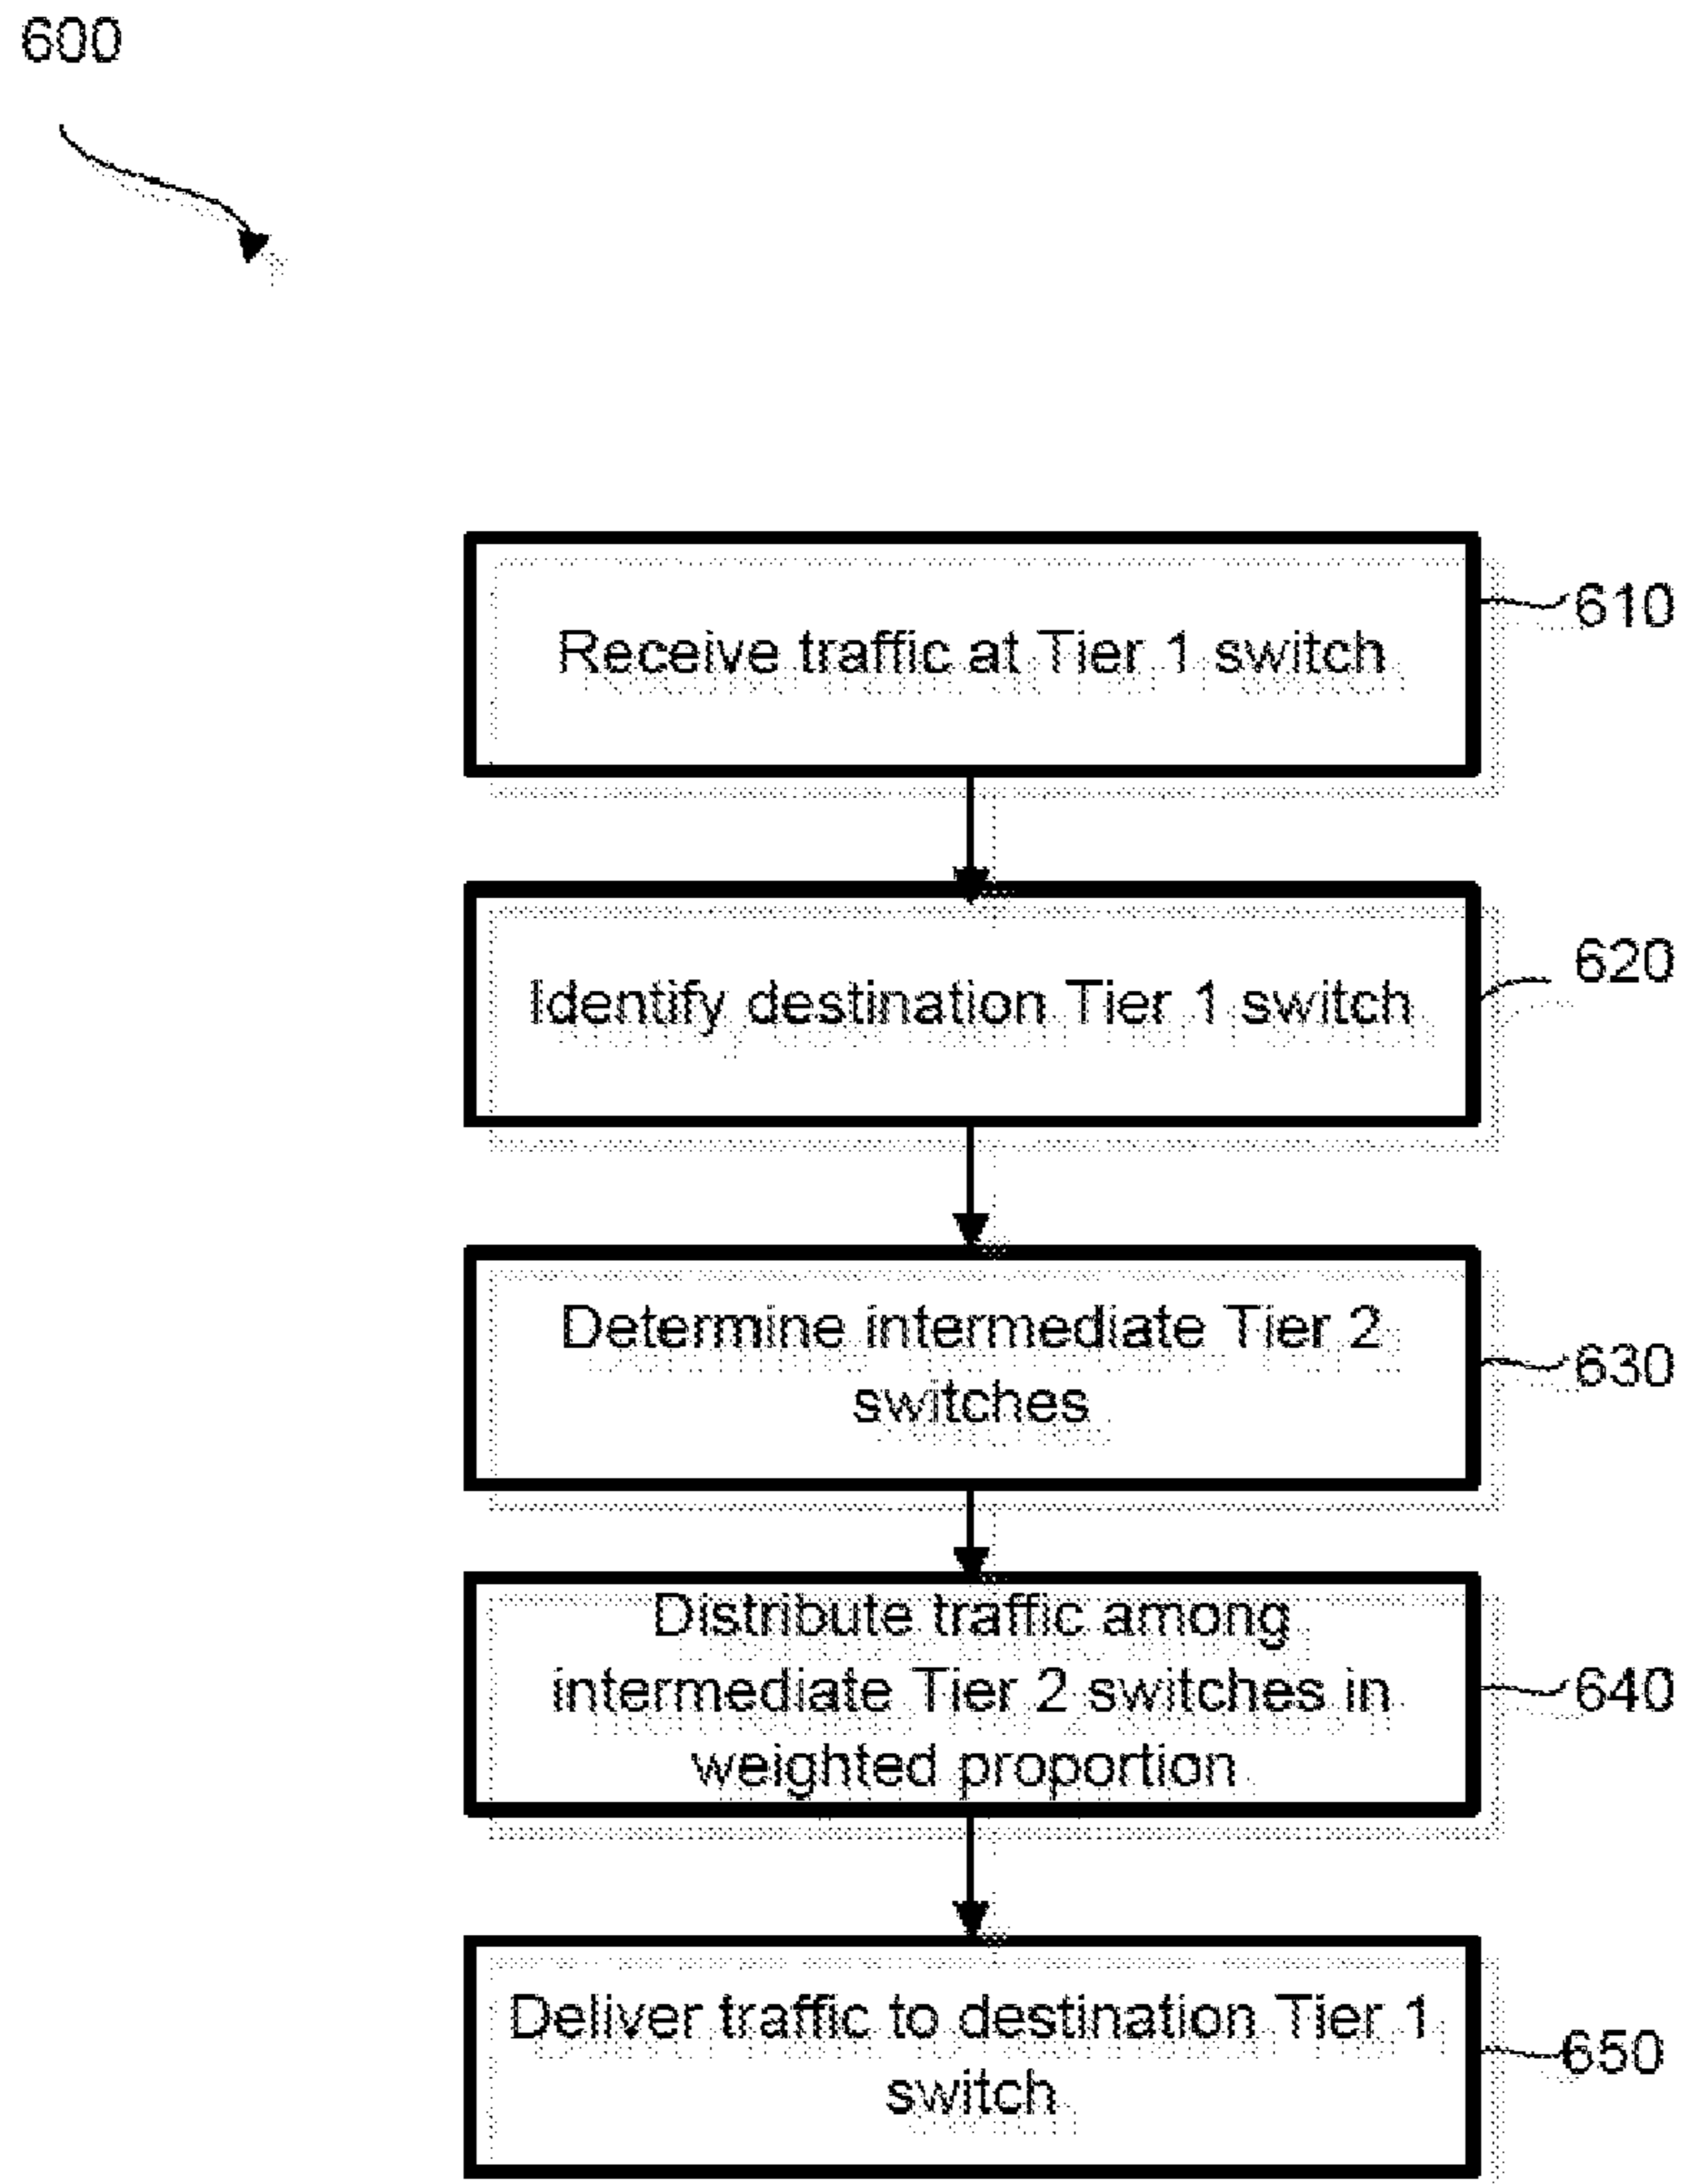 600
Receive traffic at Tier 1 switch
610
Identify destination Tier 1 switch
620
Determine intermediate Tier 2
switches
630
Distribute traffic among
intermediate Tier 2 switches in
weighted proportion
640
Deliver traffic to destination Tier 1
switch
650